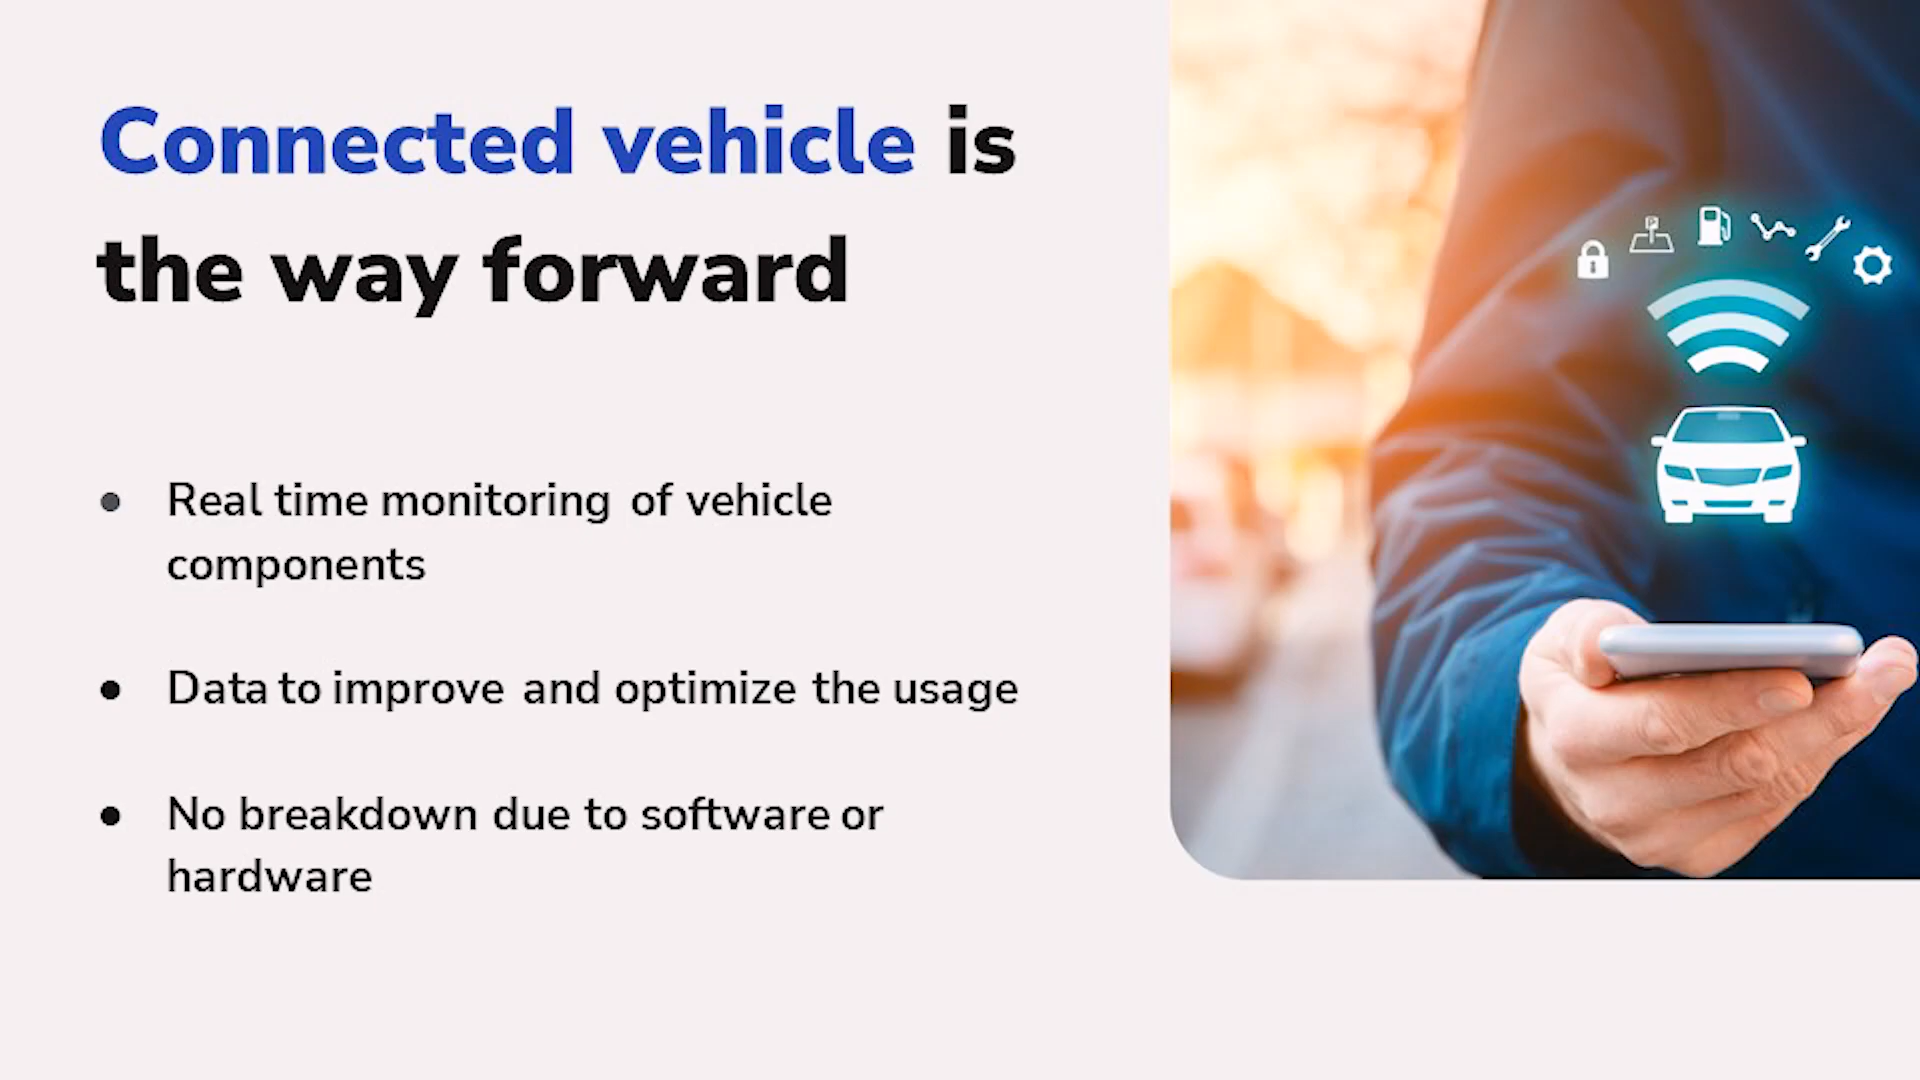 Connected vehicle is
the way forward
• Real time monitoring of vehicle
components
• Data to improve and optimize the usage
• No breakdown due to software or
hardware
P